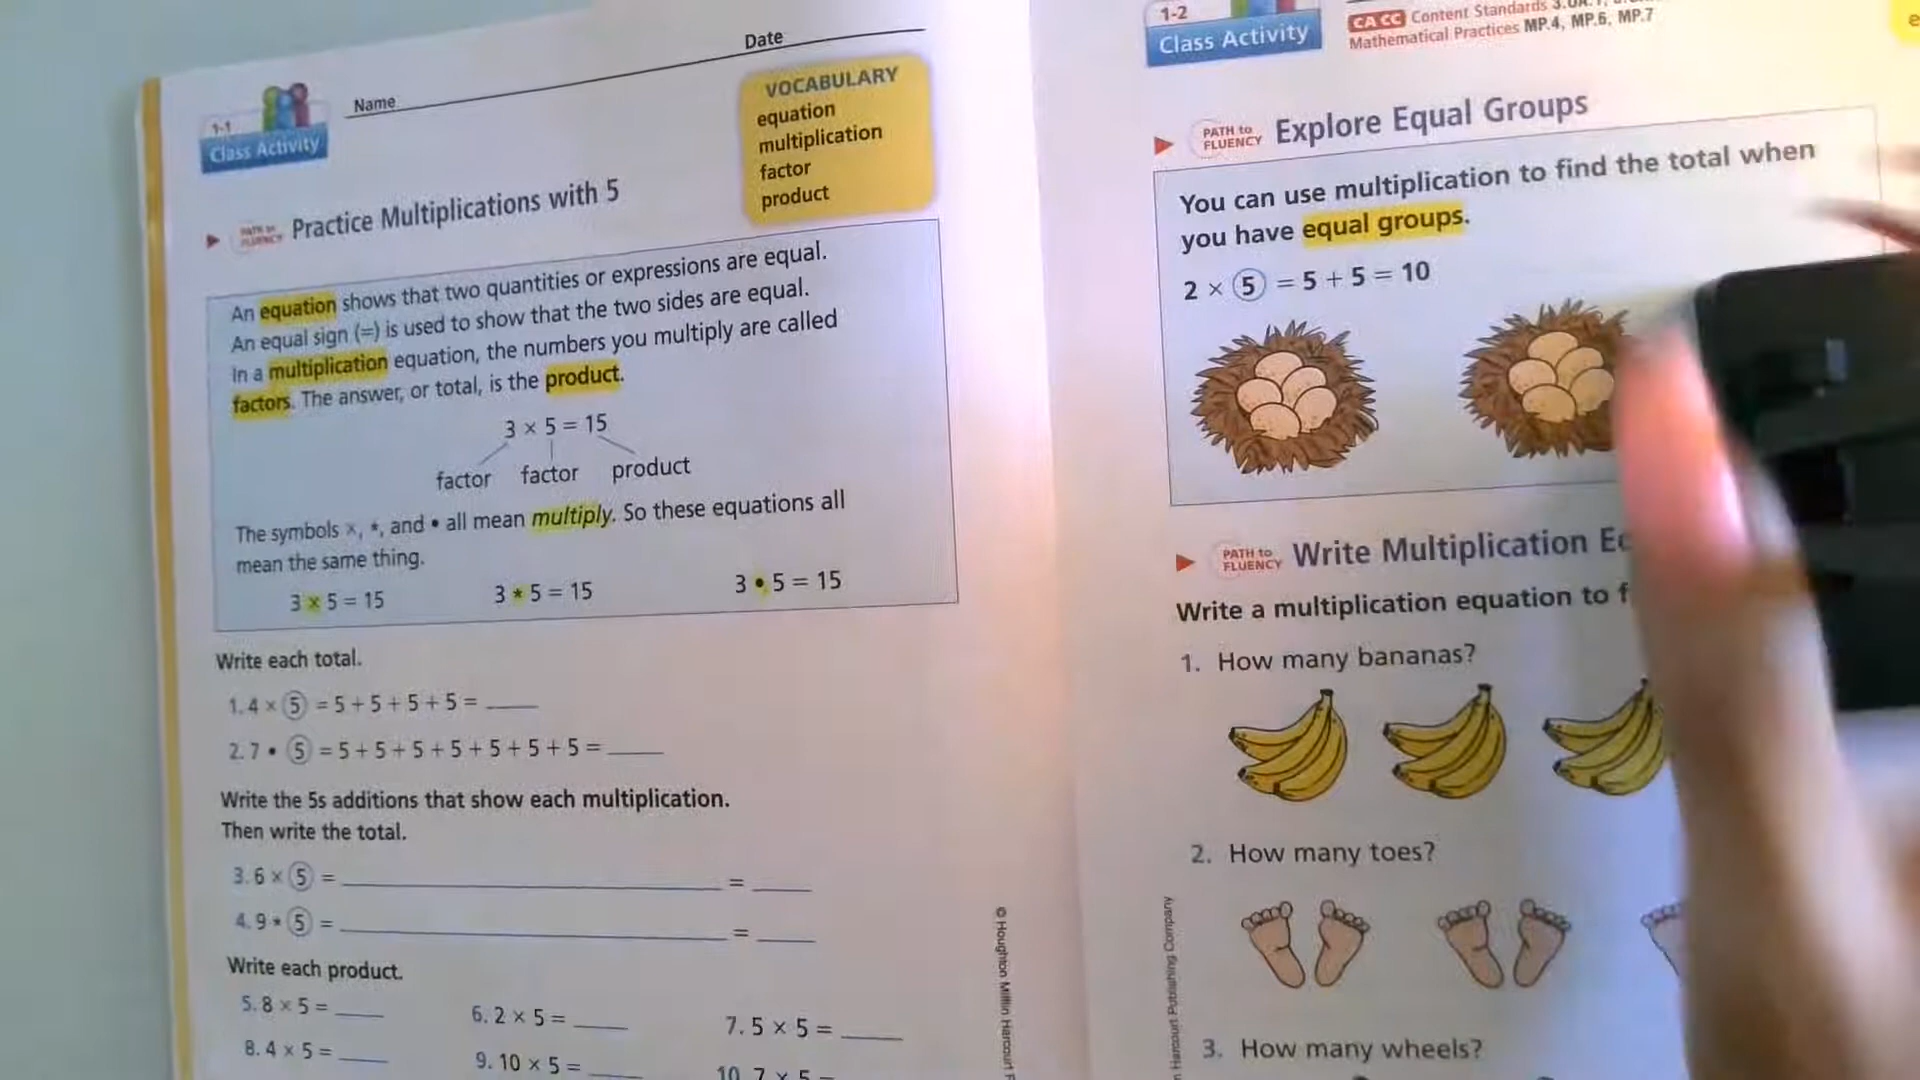 1-1
Class Activity
Name
Date
VOCABULARY
equation
multiplication
factor
product
PATH to
FLUENCY
Practice Multiplications with 5
An equation shows that two quantities or expressions are equal.
An equal sign (=) is used to show that the two sides are equal.
In a multiplication equation, the numbers you multiply are called
factors. The answer, or total, is the product.
3 × 5 = 15
factor factor product
The symbols ×, *, and • all mean multiply. So these equations all
mean the same thing.
3 × 5 = 15 3 * 5 = 15 3 • 5 = 15
Write each total.
1. 4 × 5 = 5 + 5 + 5 + 5 =
2. 7 • 5 = 5 + 5 + 5 + 5 + 5 + 5 + 5 =
Write the 5s additions that show each multiplication.
Then write the total.
3. 6 × 5 = =
4. 9 * 5 = =
Write each product.
5. 8 × 5 = 6. 2 × 5 = 7. 5 × 5 =
8. 4 × 5 = 9. 10 × 5 = 10. 7 × 5 =
© Houghton Mifflin Harcourt
1-2
Class Activity
CA CC Content Standards
Mathematical Practices MP.4, MP.6, MP.7
PATH to
FLUENCY
Explore Equal Groups
You can use multiplication to find the total when
you have equal groups.
2 × 5 = 5 + 5 = 10
PATH to
FLUENCY
Write Multiplication
Write a multiplication equation to
1. How many bananas?
2. How many toes?
3. How many wheels?
Harcourt Publishing Company